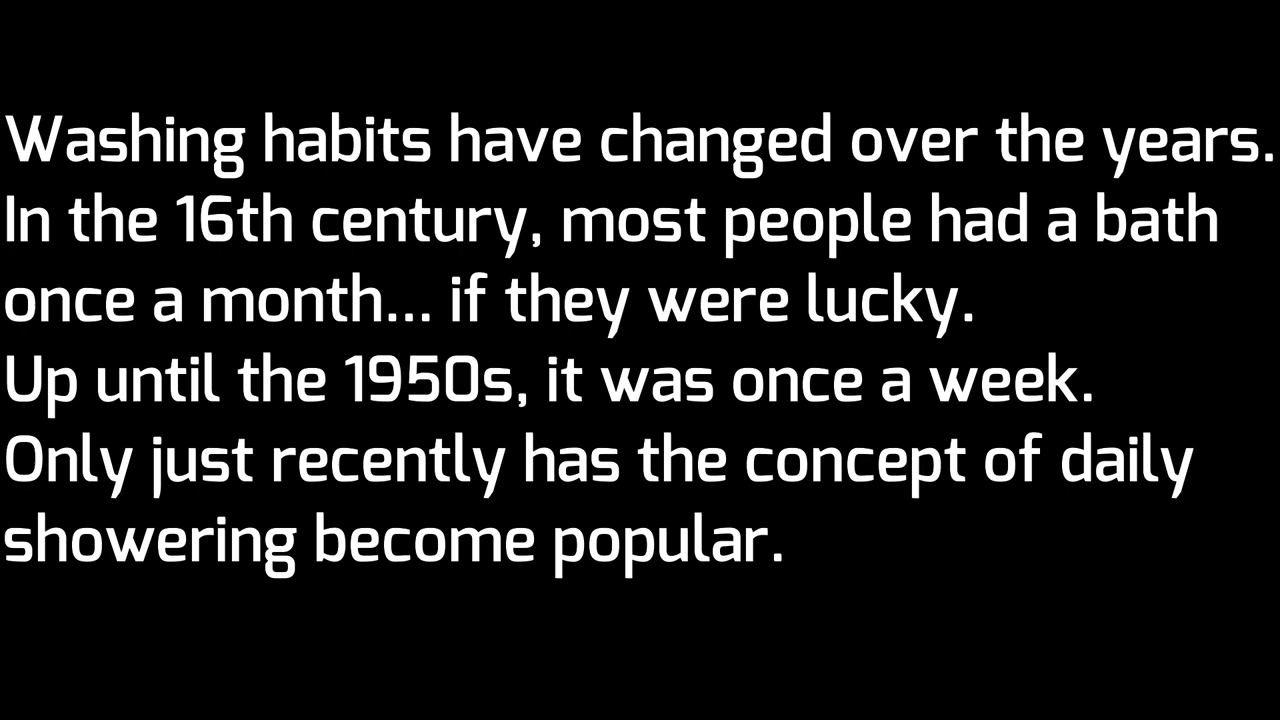 Washing habits have changed over the years.
In the 16th century, most people had a bath
once a month... if they were lucky.
Up until the 1950s, it was once a week.
Only just recently has the concept of daily
showering become popular.